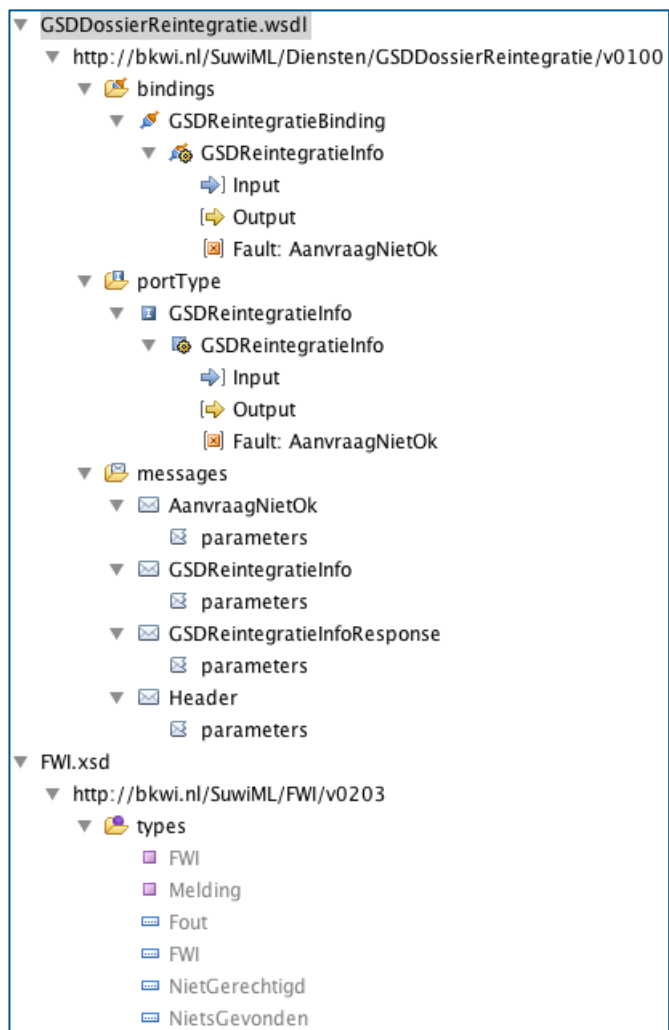 GSDDossierReintegratie.wsdl
http://bkwi.nl/SuwiML/Diensten/GSDDossierReintegratie/v0100
bindings
GSDReintegratieBinding
GSDReintegratieInfo
Input
Output
Fault: AanvraagNietOk
portType
GSDReintegratieInfo
GSDReintegratieInfo
Input
Output
Fault: AanvraagNietOk
messages
AanvraagNietOk
parameters
GSDReintegratieInfo
parameters
GSDReintegratieInfoResponse
parameters
Header
parameters
FWI.xsd
http://bkwi.nl/SuwiML/FWI/v0203
types
FWI
Melding
Fout
FWI
NietGerechtigd
NietsGevonden